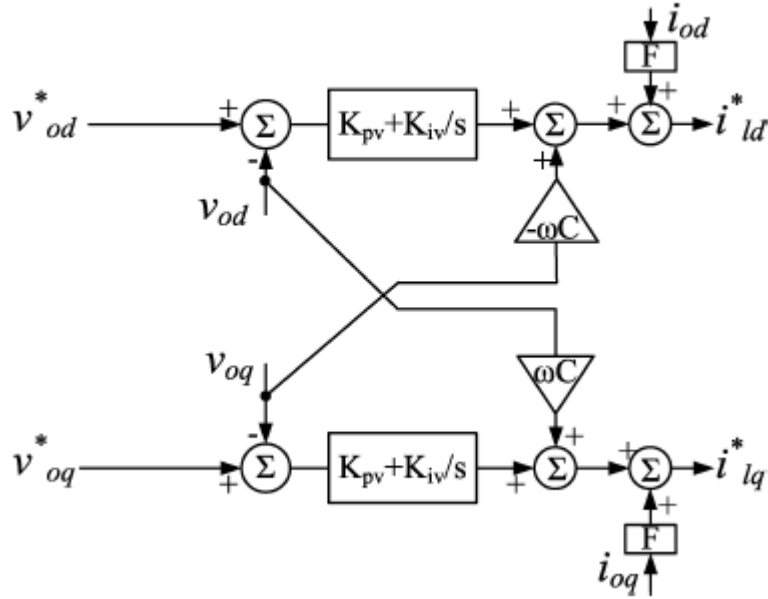 i_od
F
+ +
v*_od + Σ K_pv+K_iv/s + Σ + Σ i*_ld
- +
v_od -ωC
v_oq ωC
- + +
v*_oq + Σ K_pv+K_iv/s + Σ Σ i*_lq
+
F
i_oq